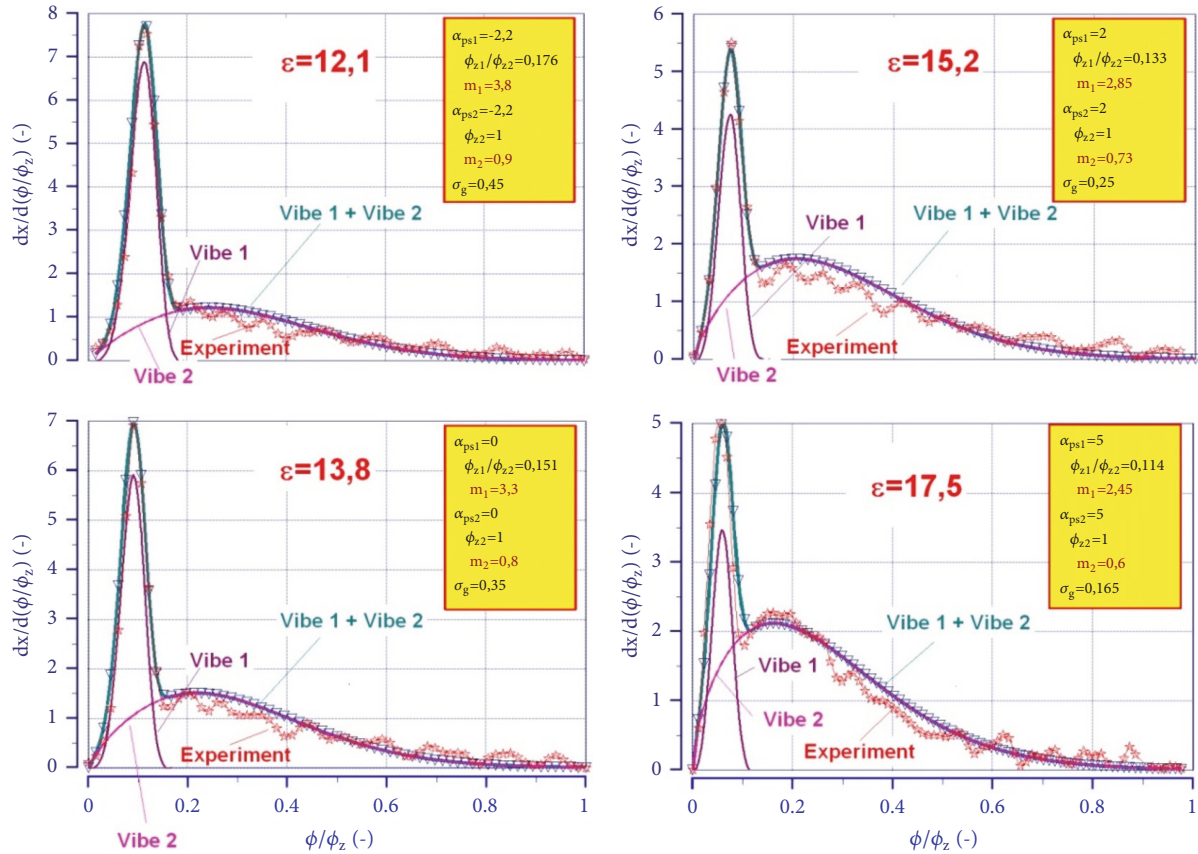 8
7
6
5
4
3
2
1
0
dx/d(ϕ/ϕz) (-)
ε=12,1
αps1=-2,2
ϕz1/ϕz2=0,176
m1=3,8
αps2=-2,2
ϕz2=1
m2=0,9
σg=0,45
Vibe 1 + Vibe 2
Vibe 1
Experiment
Vibe 2
6
5
4
3
2
1
0
dx/d(ϕ/ϕz) (-)
ε=15,2
αps1=2
ϕz1/ϕz2=0,133
m1=2,85
αps2=2
ϕz2=1
m2=0,73
σg=0,25
Vibe 1 + Vibe 2
Vibe 1
Experiment
Vibe 2
7
6
5
4
3
2
1
0
dx/d(ϕ/ϕz) (-)
ε=13,8
αps1=0
ϕz1/ϕz2=0,151
m1=3,3
αps2=0
ϕz2=1
m2=0,8
σg=0,35
Vibe 1 + Vibe 2
Vibe 1
Experiment
0 0.2 0.4 0.6 0.8 1
Vibe 2
ϕ/ϕz (-)
5
4
3
2
1
0
dx/d(ϕ/ϕz) (-)
ε=17,5
αps1=5
ϕz1/ϕz2=0,114
m1=2,45
αps2=5
ϕz2=1
m2=0,6
σg=0,165
Vibe 1 + Vibe 2
Vibe 1
Vibe 2
Experiment
0 0.2 0.4 0.6 0.8 1
ϕ/ϕz (-)